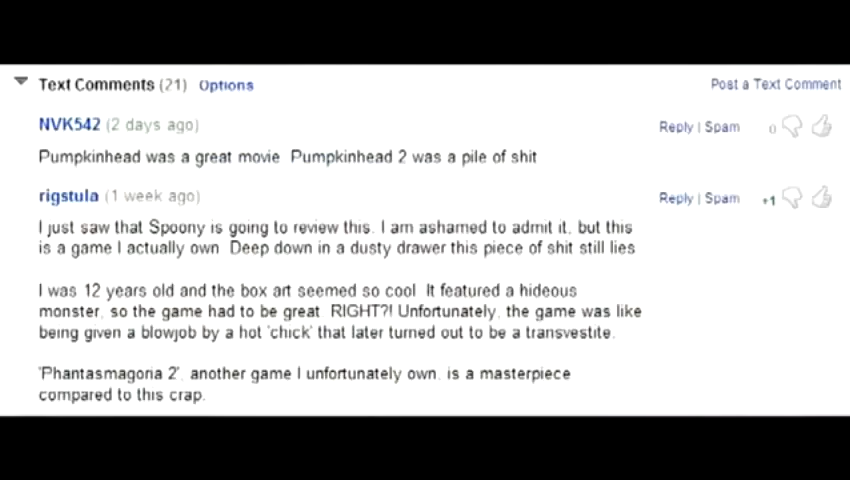 Text Comments (21) Options Post a Text Comment
NVK542 (2 days ago) Reply | Spam 0
Pumpkinhead was a great movie Pumpkinhead 2 was a pile of shit
rigstula (1 week ago) Reply | Spam +1
I just saw that Spoony is going to review this. I am ashamed to admit it, but this
is a game I actually own Deep down in a dusty drawer this piece of shit still lies
I was 12 years old and the box art seemed so cool It featured a hideous
monster, so the game had to be great RIGHT?! Unfortunately, the game was like
being given a blowjob by a hot 'chick' that later turned out to be a transvestite.
'Phantasmagoria 2', another game I unfortunately own, is a masterpiece
compared to this crap.